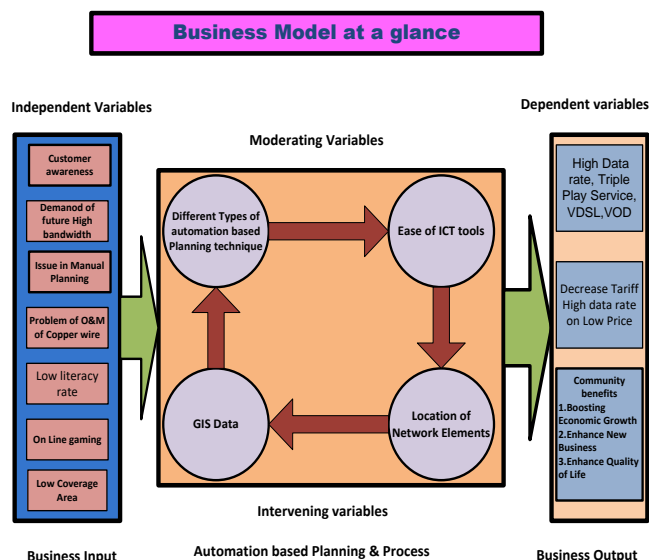 Business Model at a glance
Independent Variables
Customer
awareness
Demanod of
future High
bandwidth
Issue in Manual
Planning
Problem of O&M
of Copper wire
Low literacy
rate
On Line gaming
Low Coverage
Area
Business Input
Moderating Variables
Different Types of
automation based
Planning technique
Ease of ICT tools
GIS Data
Location of
Network Elements
Intervening variables
Automation based Planning & Process
Dependent variables
High Data
rate, Triple
Play Service,
VDSL,VOD
Decrease Tariff
High data rate
on Low Price
Community
benefits
1.Boosting
Economic Growth
2.Enhance New
Business
3.Enhance Quality
of Life
Business Output